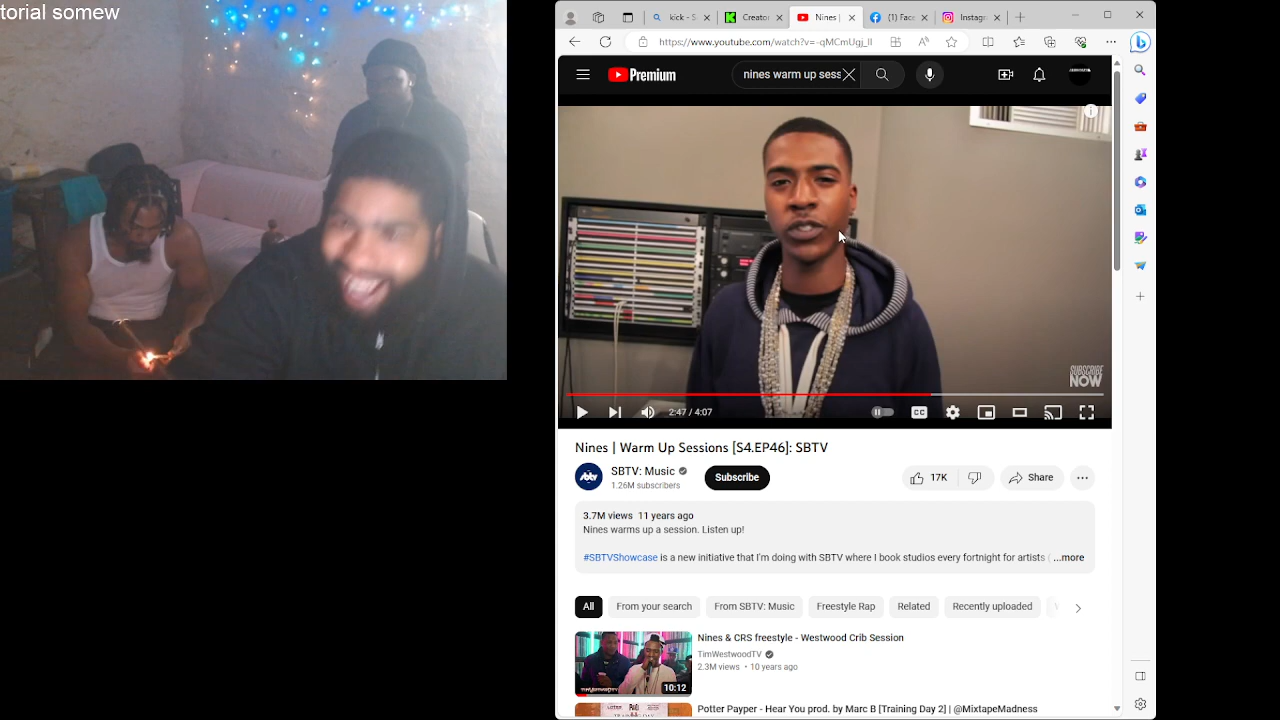 torial somew
kick - S
Creator
Nines |
(1) Face
Instagr
https://www.youtube.com/watch?v=-qMCmUgj_lI
Premium
nines warm up sess
SUBSCRIBE
NOW
2:47 / 4:07
CC
Nines | Warm Up Sessions [S4.EP46]: SBTV
sbtv
SBTV: Music
1.26M subscribers
Subscribe
17K
Share
3.7M views 11 years ago
Nines warms up a session. Listen up!
#SBTVShowcase is a new initiative that I'm doing with SBTV where I book studios every fortnight for artists ( ...more
All
From your search
From SBTV: Music
Freestyle Rap
Related
Recently uploaded
Nines & CRS freestyle - Westwood Crib Session
TimWestwoodTV
2.3M views • 10 years ago
10:12
Potter Payper - Hear You prod. by Marc B [Training Day 2] | @MixtapeMadness